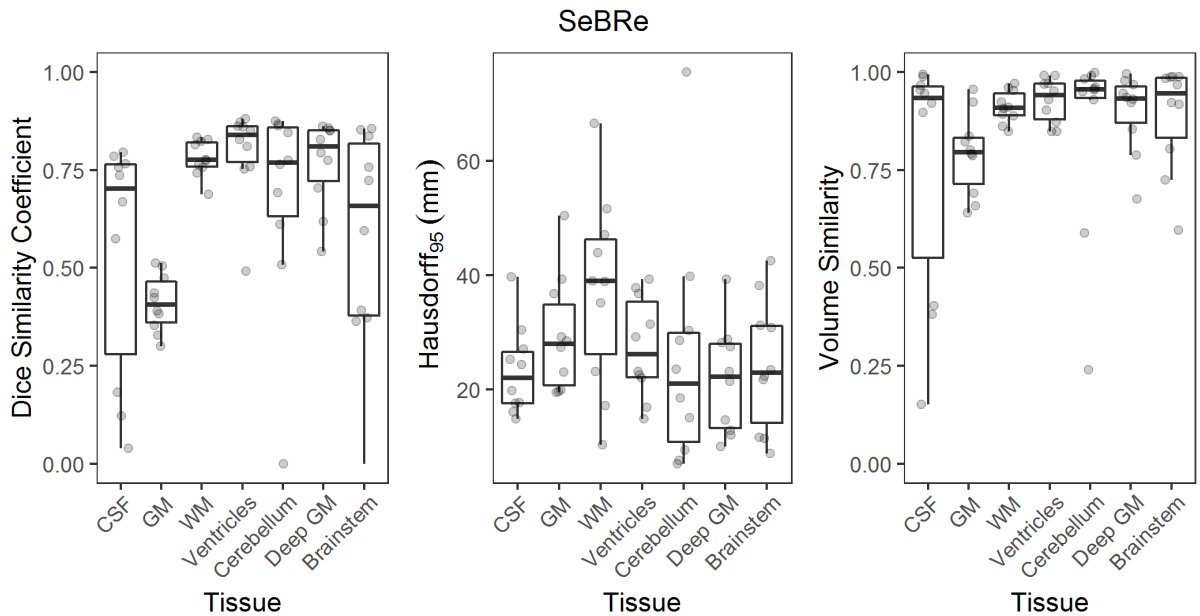 SeBRe
Dice Similarity Coefficient
1.00
0.75
0.50
0.25
0.00
CSF
GM
WM
Ventricles
Cerebellum
Deep GM
Brainstem
Tissue
Hausdorff95 (mm)
60
40
20
CSF
GM
WM
Ventricles
Cerebellum
Deep GM
Brainstem
Tissue
Volume Similarity
1.00
0.75
0.50
0.25
0.00
CSF
GM
WM
Ventricles
Cerebellum
Deep GM
Brainstem
Tissue